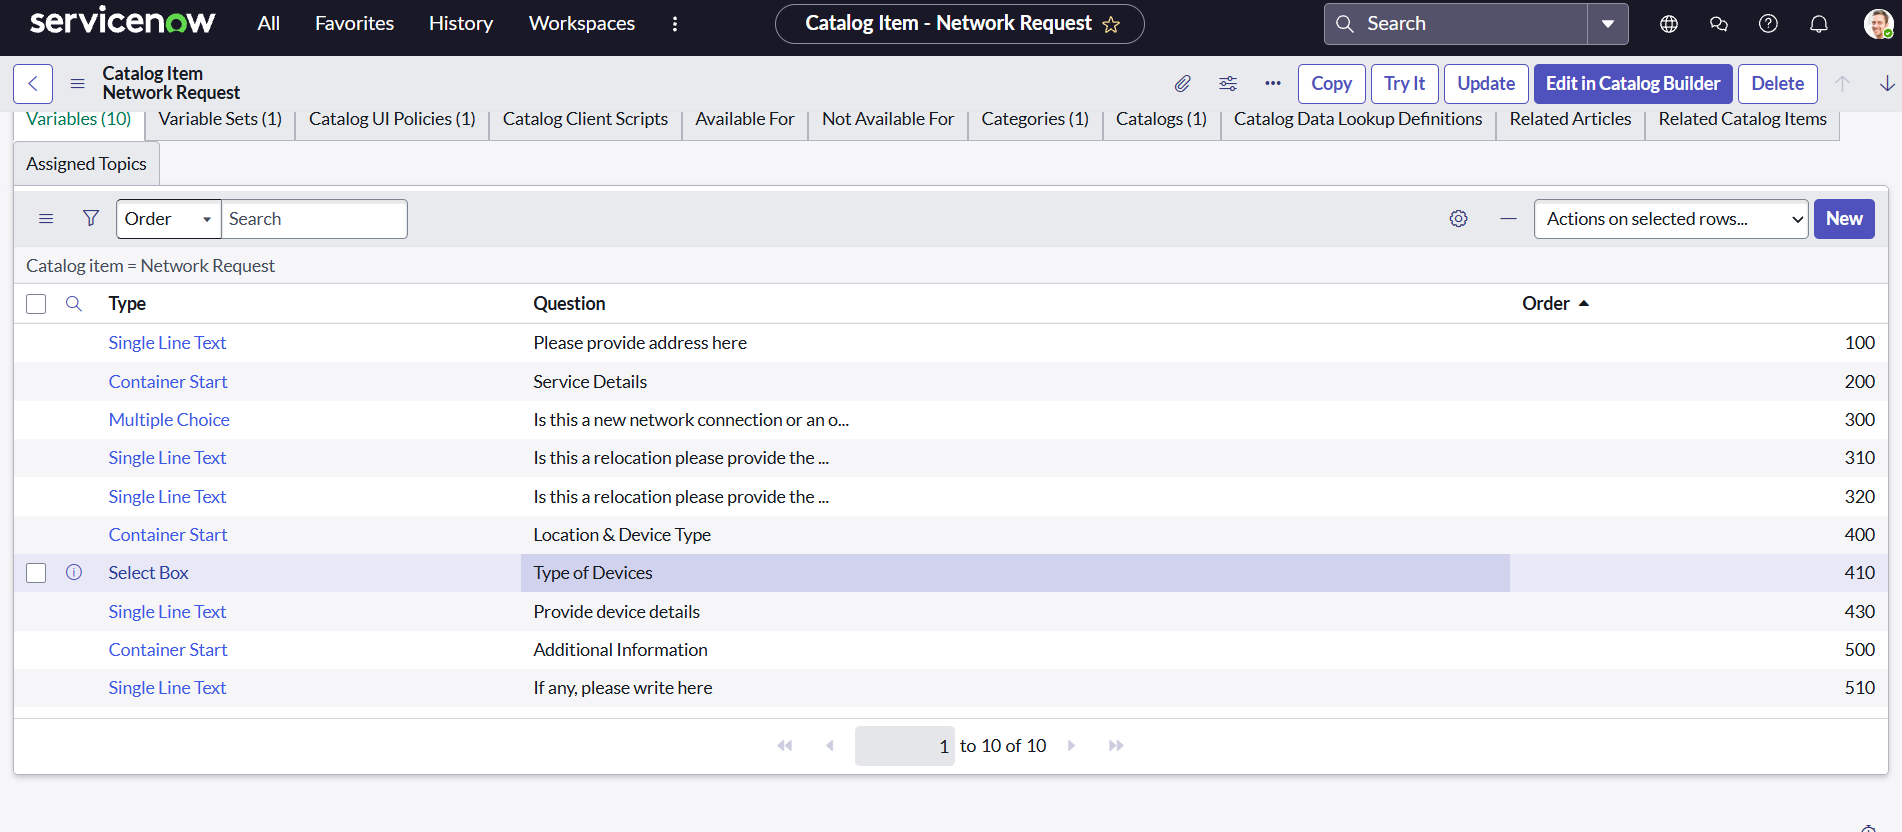 servicenow All Favorites History Workspaces Catalog Item - Network Request Search
Catalog Item
Network Request
Copy Try It Update Edit in Catalog Builder Delete
Variables (10) Variable Sets (1) Catalog UI Policies (1) Catalog Client Scripts Available For Not Available For Categories (1) Catalogs (1) Catalog Data Lookup Definitions Related Articles Related Catalog Items
Assigned Topics
Order Search Actions on selected rows... New
Catalog item = Network Request
Type Question Order
Single Line Text Please provide address here 100
Container Start Service Details 200
Multiple Choice Is this a new network connection or an o... 300
Single Line Text Is this a relocation please provide the ... 310
Single Line Text Is this a relocation please provide the ... 320
Container Start Location & Device Type 400
Select Box Type of Devices 410
Single Line Text Provide device details 430
Container Start Additional Information 500
Single Line Text If any, please write here 510
1 to 10 of 10